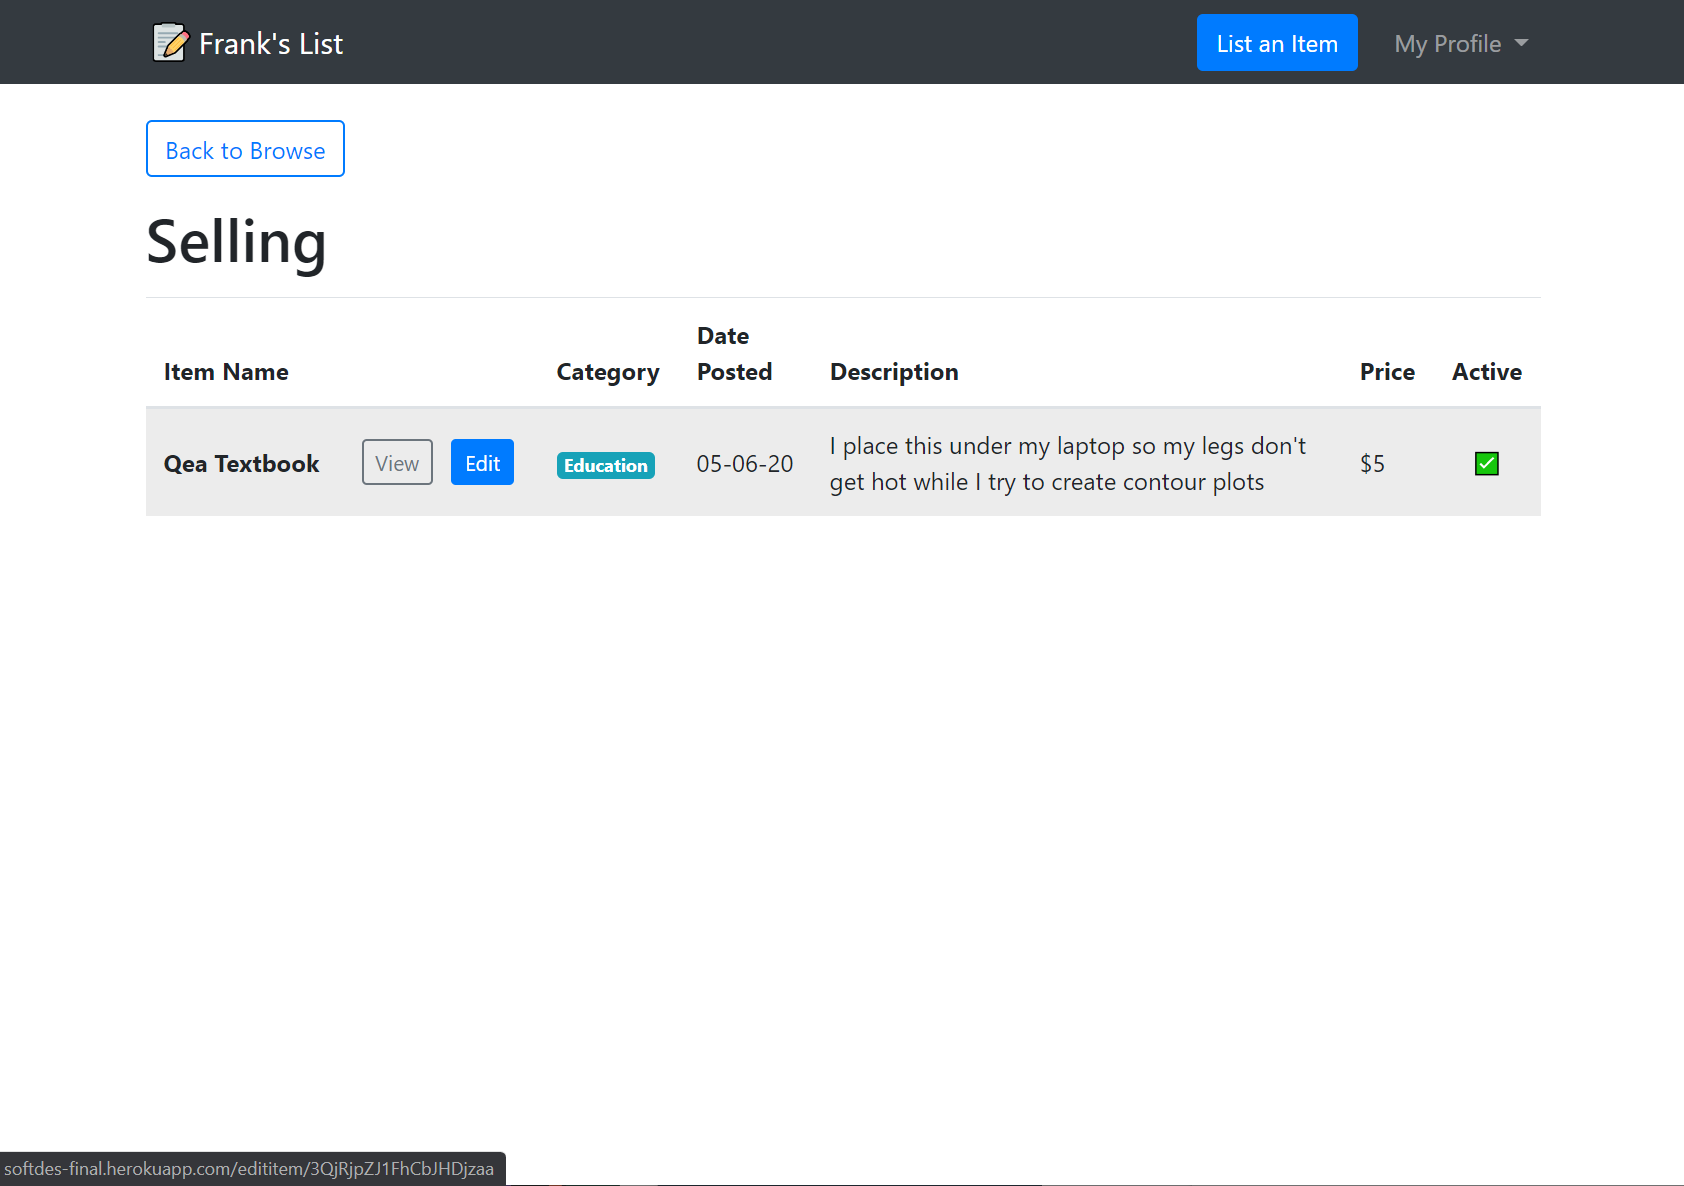 Frank's List
List an Item
My Profile
Back to Browse
Selling
Item Name
Category
Date
Posted
Description
Price
Active
Qea Textbook
View
Edit
Education
05-06-20
I place this under my laptop so my legs don't
get hot while I try to create contour plots
$5
softdes-final.herokuapp.com/edititem/3QjRjpZJ1FhCbJHDjzaa